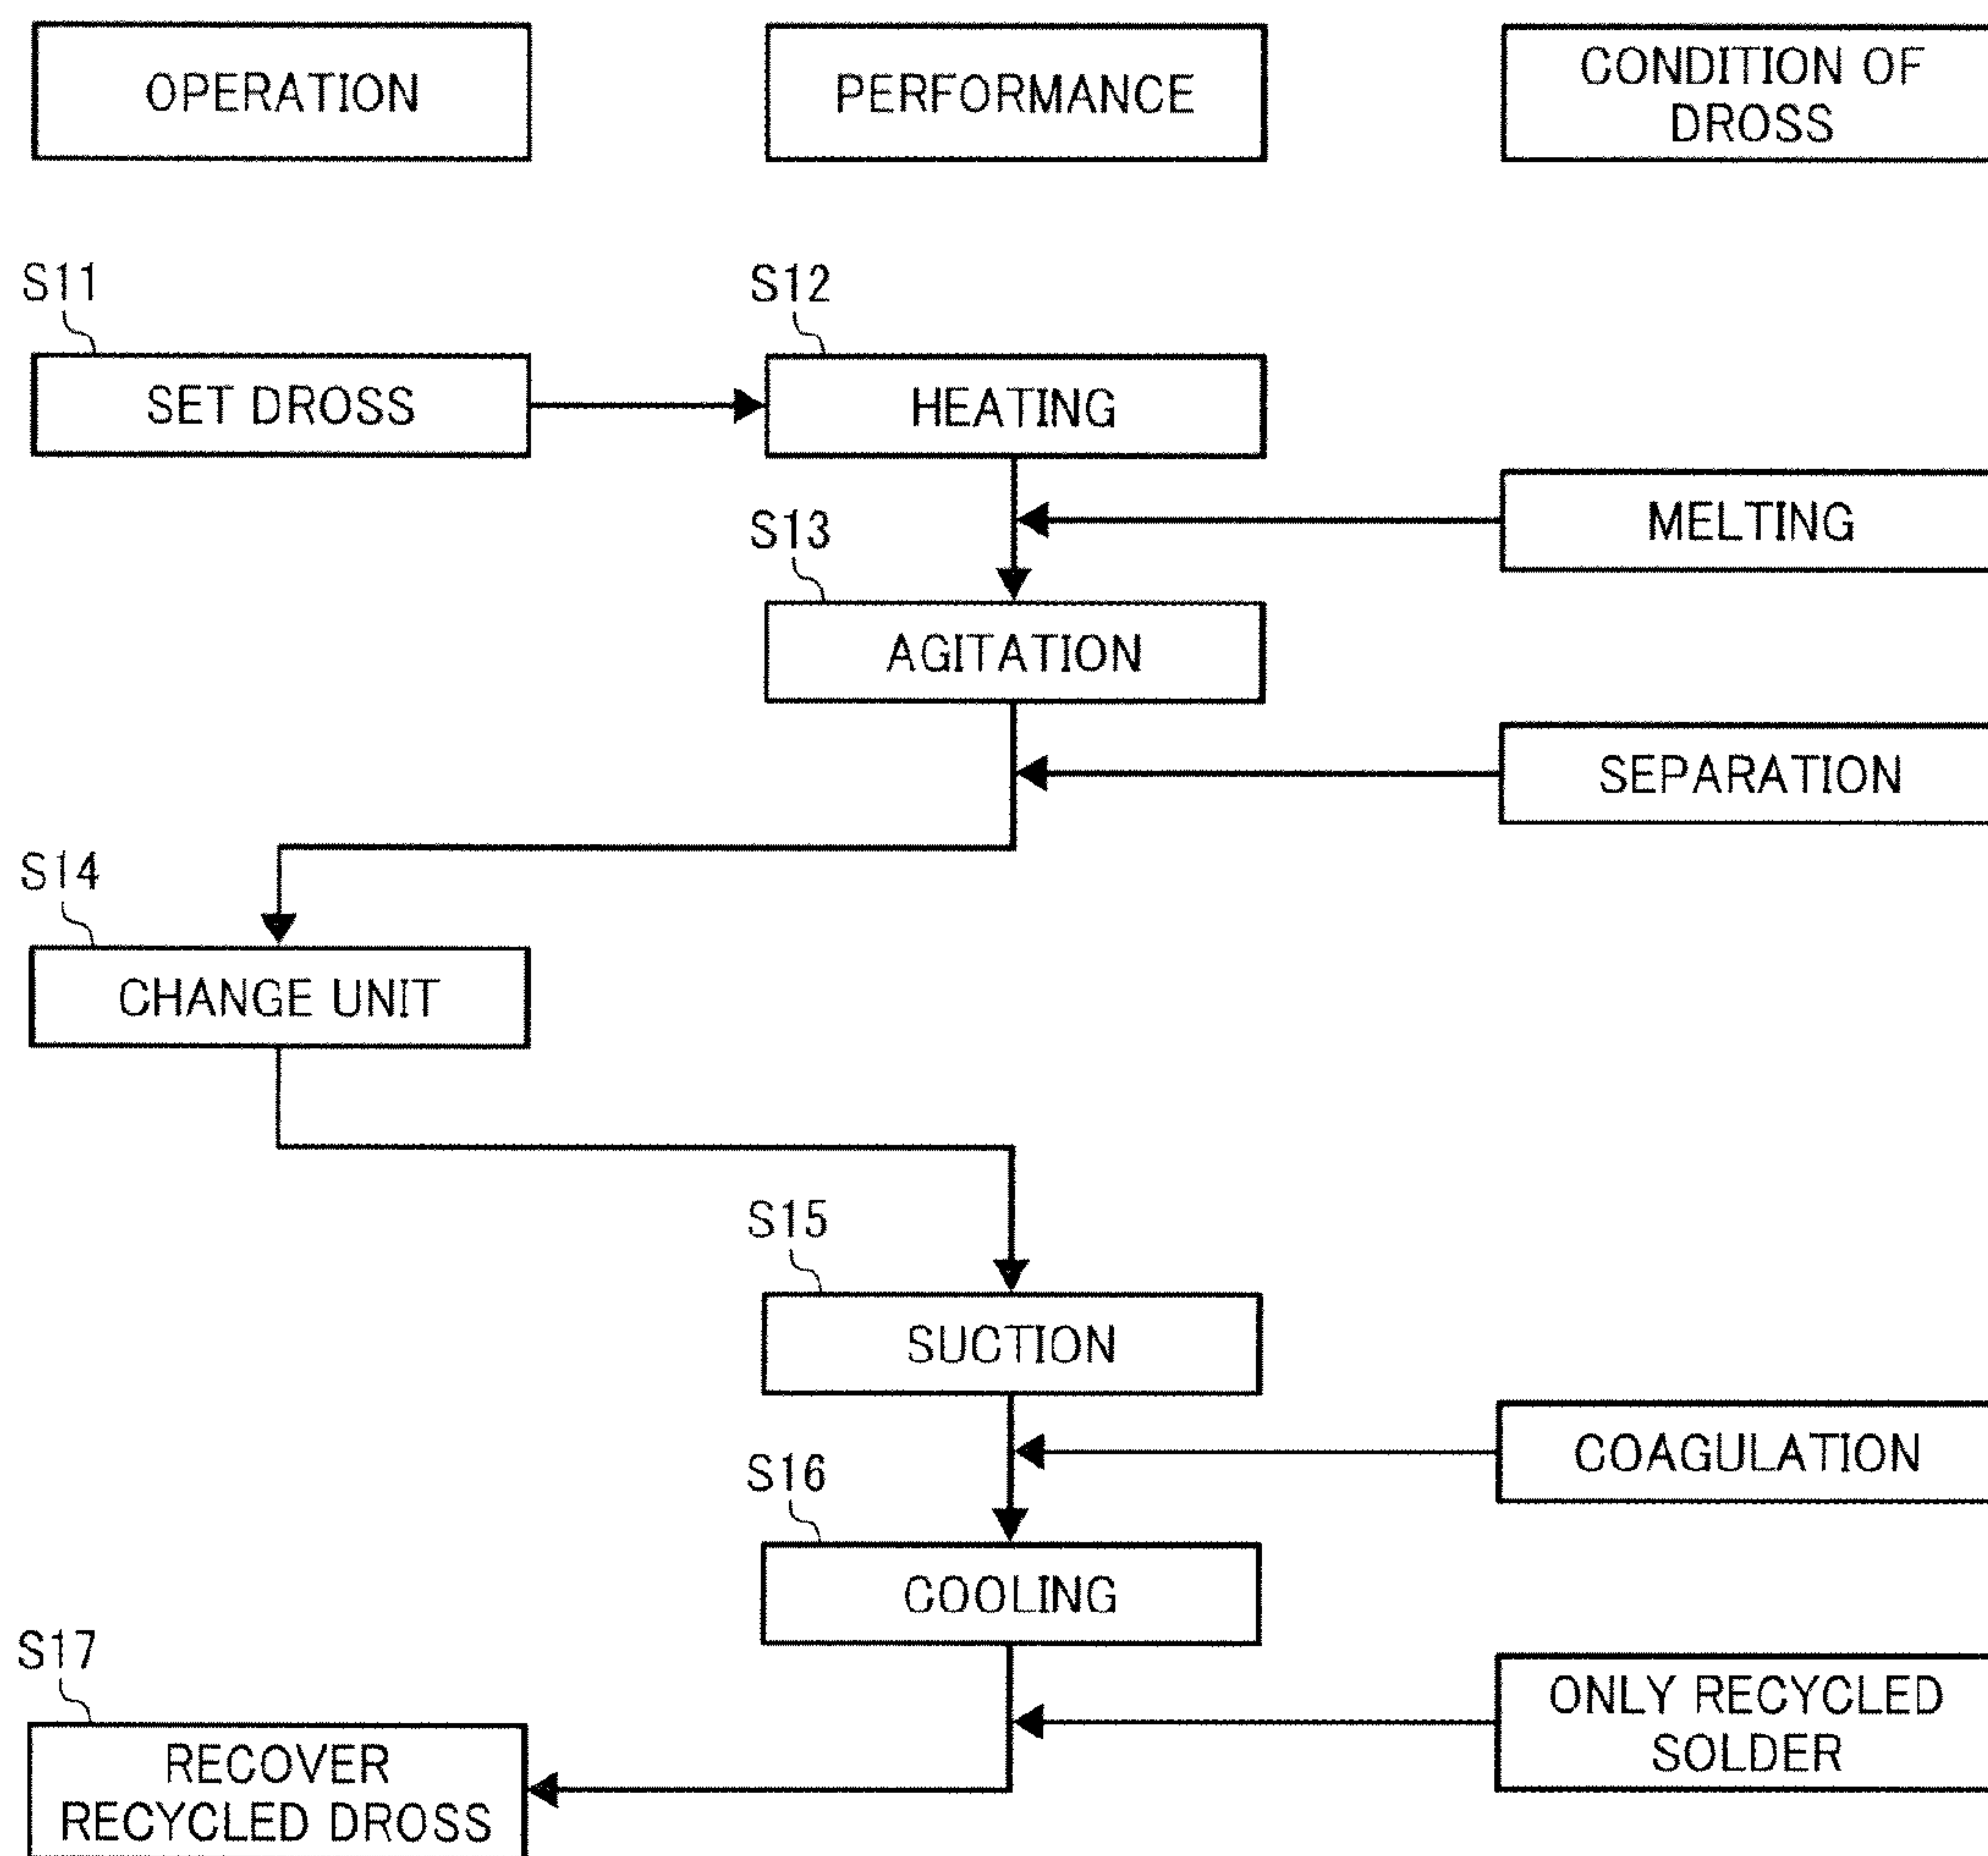 OPERATION
PERFORMANCE
CONDITION OF
DROSS
S11
S12
SET DROSS
HEATING
MELTING
S13
AGITATION
SEPARATION
S14
CHANGE UNIT
S15
SUCTION
COAGULATION
S16
COOLING
S17
ONLY RECYCLED
SOLDER
RECOVER
RECYCLED DROSS